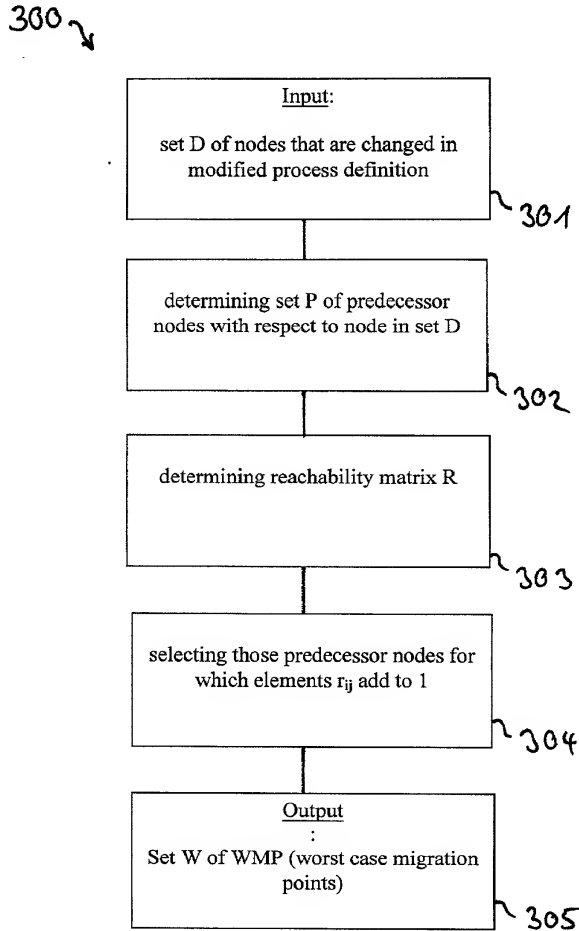 300
Input:
set D of nodes that are changed in
modified process definition
301
determining set P of predecessor
nodes with respect to node in set D
302
determining reachability matrix R
303
selecting those predecessor nodes for
which elements rij add to 1
304
Output
:
Set W of WMP (worst case migration
points)
305